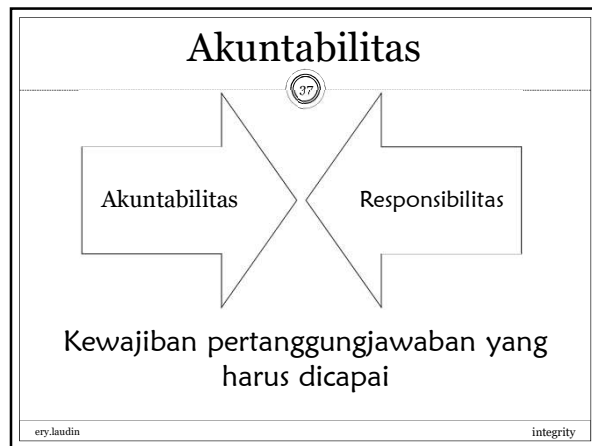 Akuntabilitas
37
Akuntabilitas
Responsibilitas
Kewajiban pertanggungjawaban yang
harus dicapai
ery.laudin
integrity